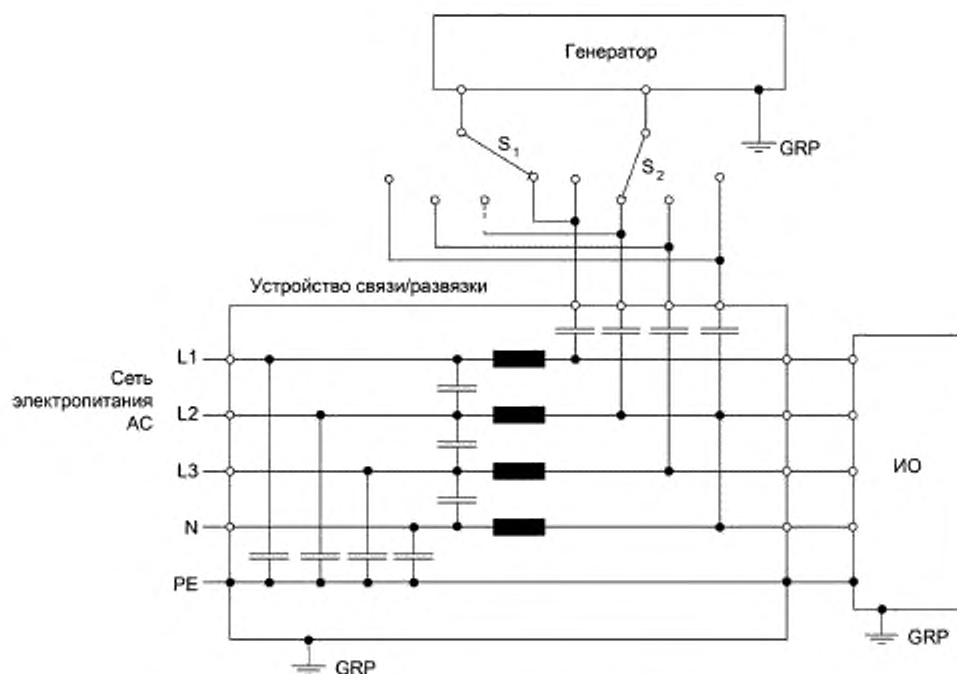 Генератор
S1
S2
GRP
Устройство связи/развязки
L1
Сеть
электропитания
AC
L2
L3
ИО
N
PE
GRP
GRP